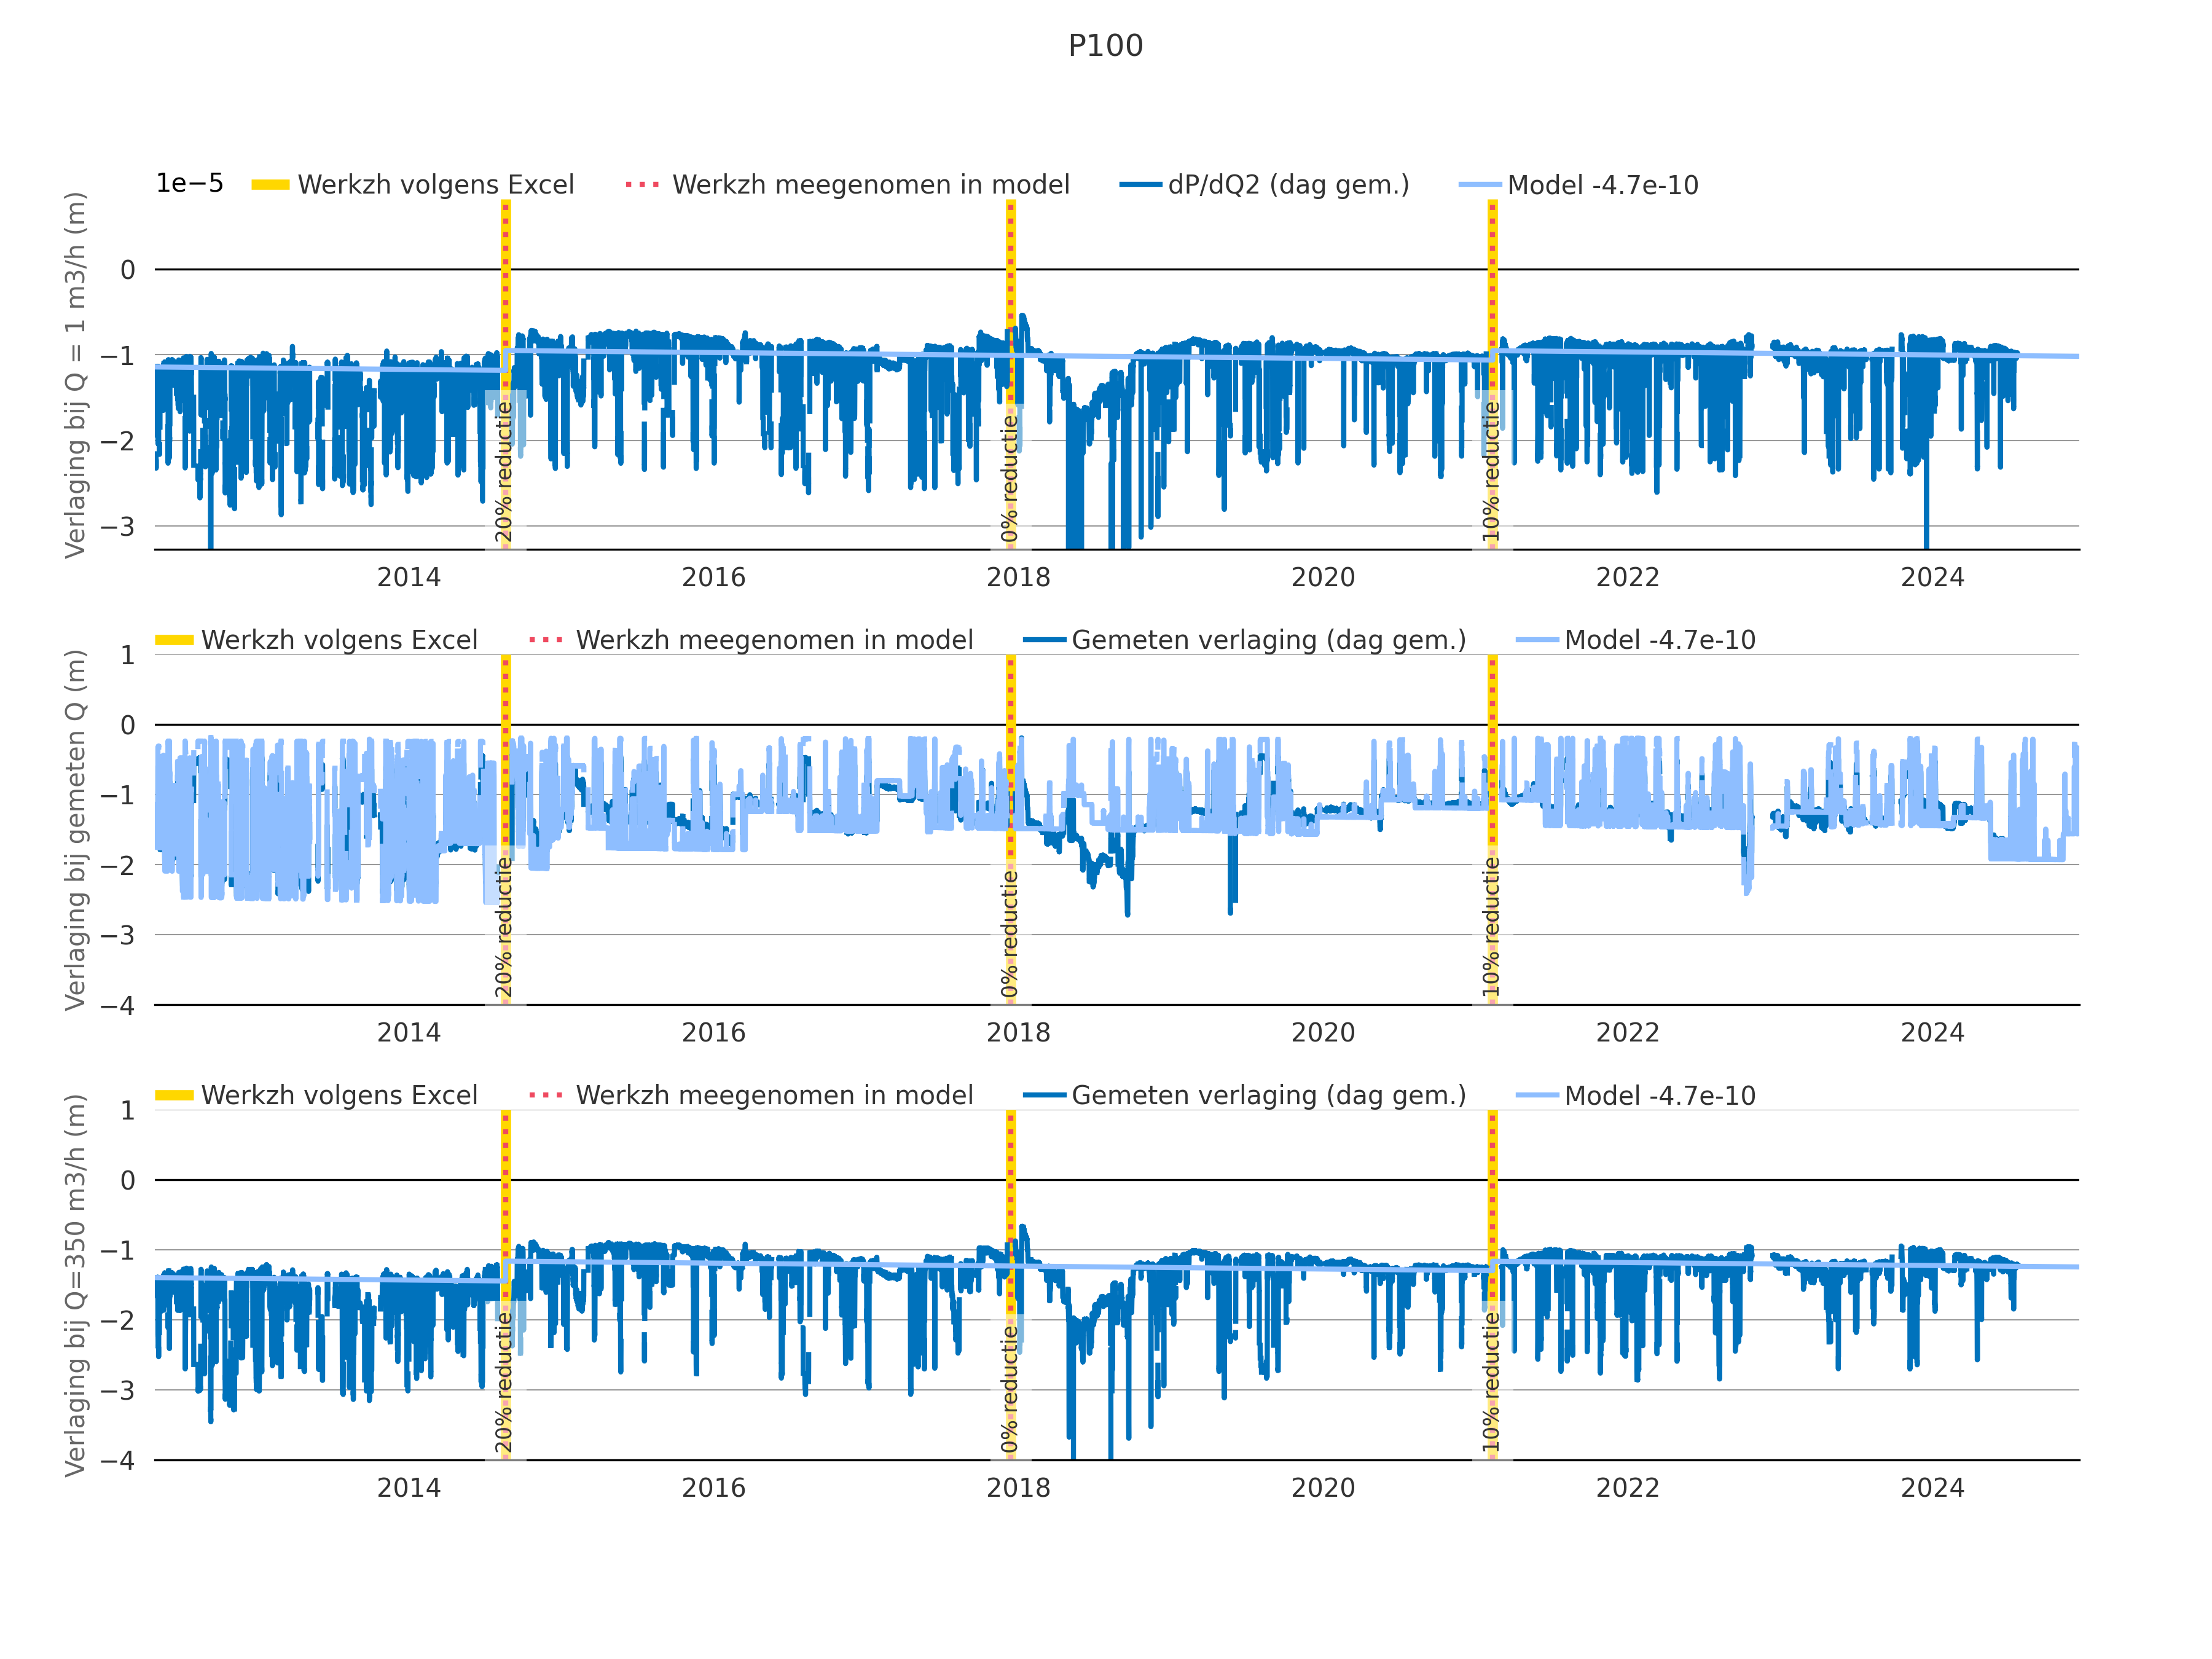 P100
1e−5 Werkzh volgens Excel Werkzh meegenomen in model dP/dQ2 (dag gem.) Model -4.7e-10
Verlaging bij Q = 1 m3/h (m)
0
−1
−2
−3
20% reductie
0% reductie
10% reductie
2014 2016 2018 2020 2022 2024
Werkzh volgens Excel Werkzh meegenomen in model Gemeten verlaging (dag gem.) Model -4.7e-10
Verlaging bij gemeten Q (m)
1
0
−1
−2
−3
−4
20% reductie
0% reductie
10% reductie
2014 2016 2018 2020 2022 2024
Werkzh volgens Excel Werkzh meegenomen in model Gemeten verlaging (dag gem.) Model -4.7e-10
Verlaging bij Q=350 m3/h (m)
1
0
−1
−2
−3
−4
20% reductie
0% reductie
10% reductie
2014 2016 2018 2020 2022 2024